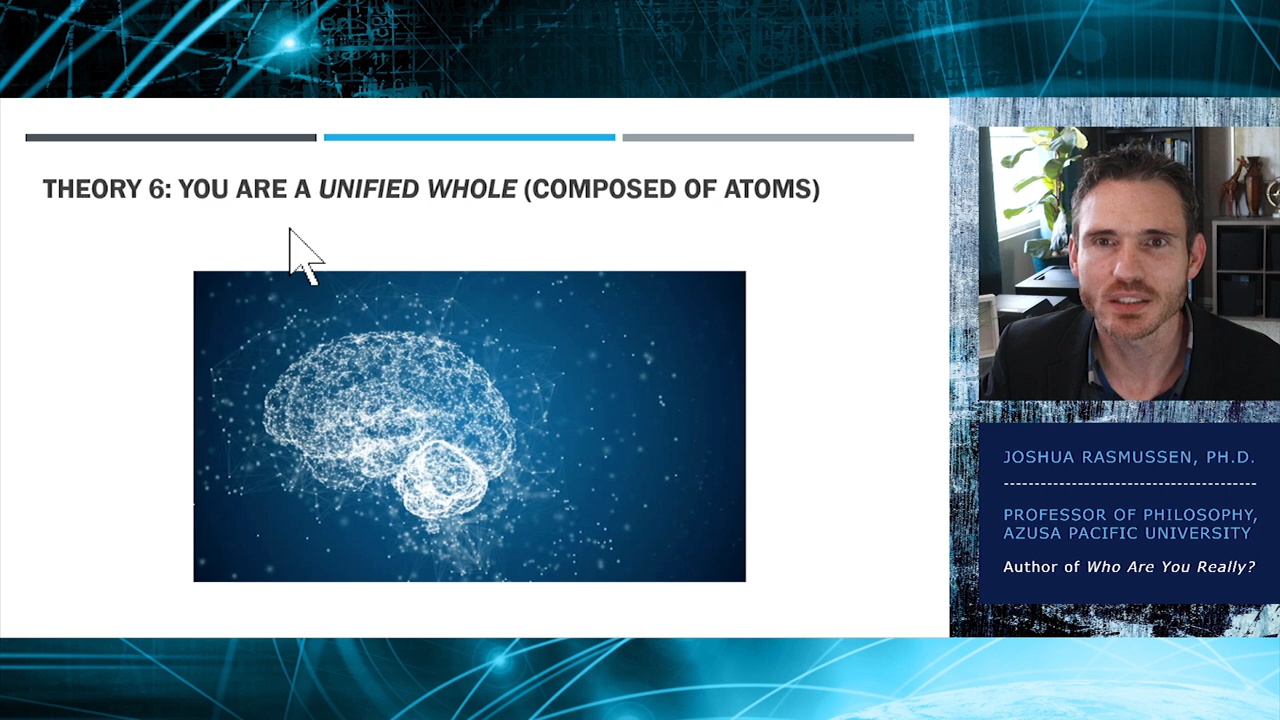 THEORY 6: YOU ARE A UNIFIED WHOLE (COMPOSED OF ATOMS)
JOSHUA RASMUSSEN, PH.D.
PROFESSOR OF PHILOSOPHY,
AZUSA PACIFIC UNIVERSITY
Author of Who Are You Really?